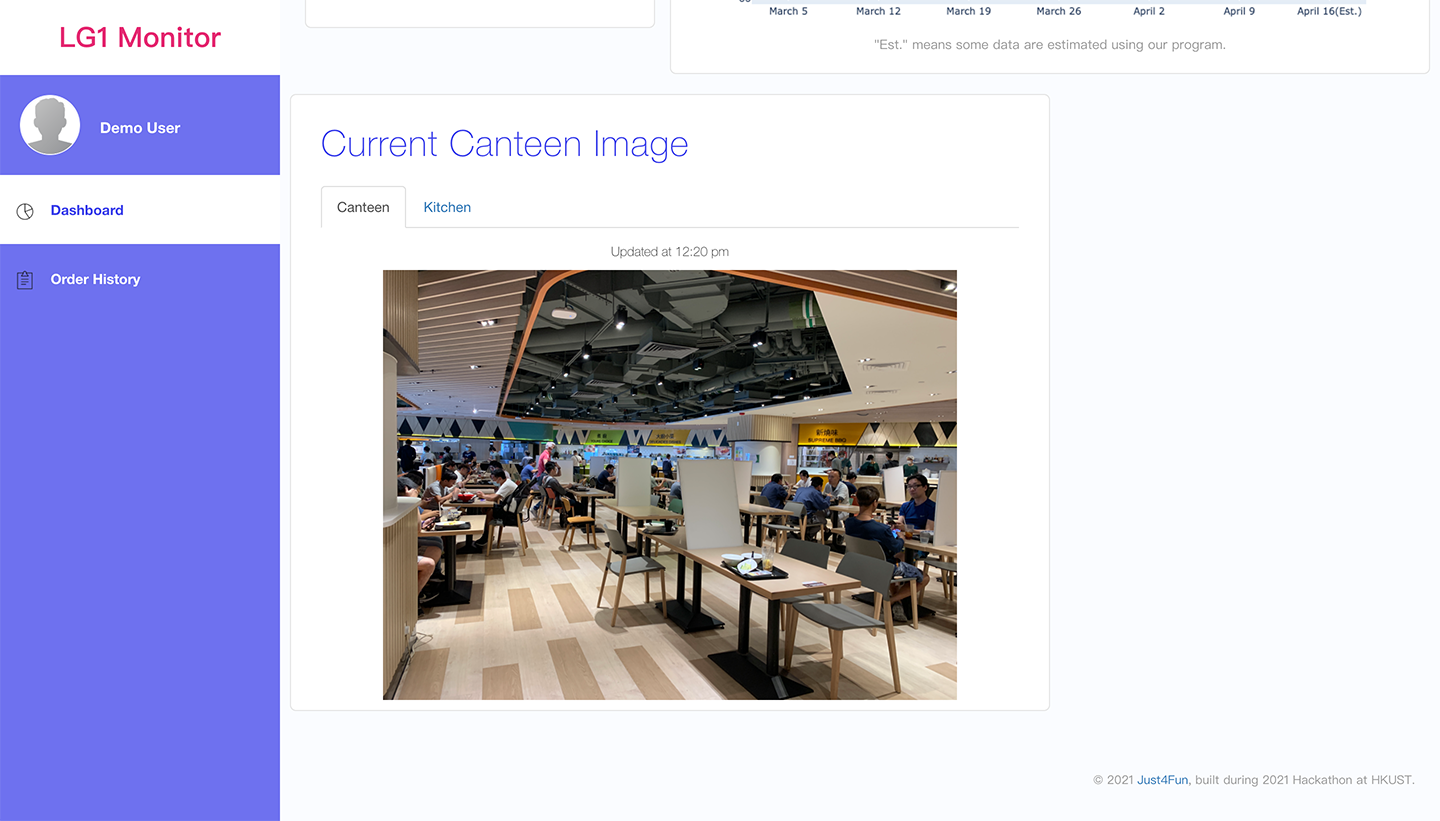 LG1 Monitor
Demo User
Dashboard
Order History
March 5 March 12 March 19 March 26 April 2 April 9 April 16(Est.)
"Est." means some data are estimated using our program.
Current Canteen Image
Canteen Kitchen
Updated at 12:20 pm
新燒味
SUPREME BBQ
© 2021 Just4Fun, built during 2021 Hackathon at HKUST.